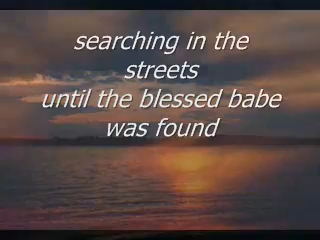 searching in the
streets
until the blessed babe
was found